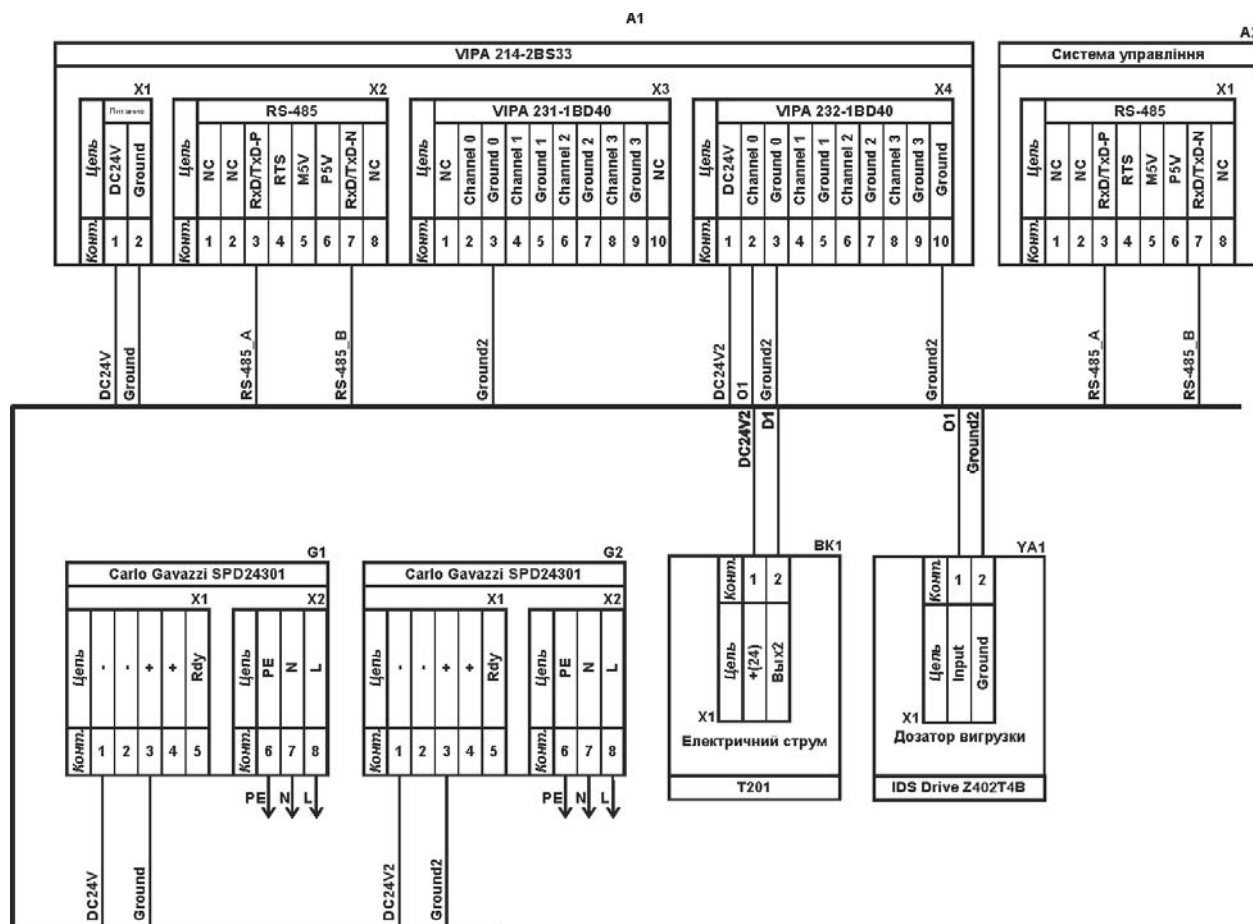 A1
VIPA 214-2BS33
X1
Питание
Цепь
DC24V
Ground
Конт.
1
2
X2
RS-485
Цепь
NC
NC
RxD/TxD-P
RTS
M5V
P5V
RxD/TxD-N
NC
Конт.
1
2
3
4
5
6
7
8
X3
VIPA 231-1BD40
Цепь
NC
Channel 0
Ground 0
Channel 1
Ground 1
Channel 2
Ground 2
Channel 3
Ground 3
NC
Конт.
1
2
3
4
5
6
7
8
9
10
X4
VIPA 232-1BD40
Цепь
DC24V
Channel 0
Ground 0
Channel 1
Ground 1
Channel 2
Ground 2
Channel 3
Ground 3
Ground
Конт.
1
2
3
4
5
6
7
8
9
10
Система управління
X1
RS-485
Цепь
NC
NC
RxD/TxD-P
RTS
M5V
P5V
RxD/TxD-N
NC
Конт.
1
2
3
4
5
6
7
8
DC24V
Ground
RS-485_A
RS-485_B
Ground2
DC24V2
O1
Ground2
Ground2
RS-485_A
RS-485_B
DC24V2
D1
O1
Ground2
G1
Carlo Gavazzi SPD24301
X1
Цепь
-
-
+
+
Rdy
Конт.
1
2
3
4
5
X2
Цепь
PE
N
L
Конт.
6
7
8
PE
N
L
DC24V
Ground
G2
Carlo Gavazzi SPD24301
X1
Цепь
-
-
+
+
Rdy
Конт.
1
2
3
4
5
X2
Цепь
PE
N
L
Конт.
6
7
8
PE
N
L
DC24V2
Ground2
BK1
Конт.
1
2
Цепь
+(24)
Вых2
X1
Електричний струм
T201
YA1
Конт.
1
2
Цепь
Input
Ground
X1
Дозатор вигрузки
IDS Drive Z402T4B